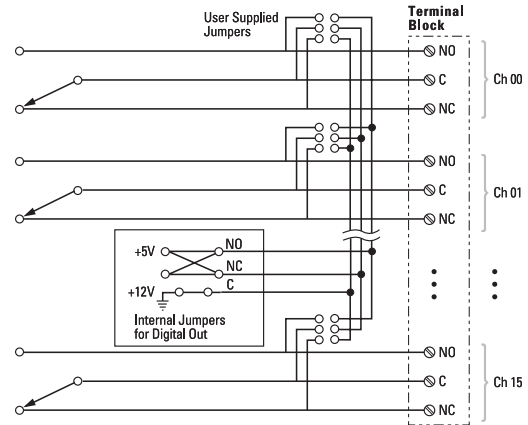 User Supplied
Jumpers
Terminal
Block
NO
C
NC
Ch 00
NO
C
NC
Ch 01
+5V
NO
NC
+12V
C
Internal Jumpers
for Digital Out
NO
C
NC
Ch 15